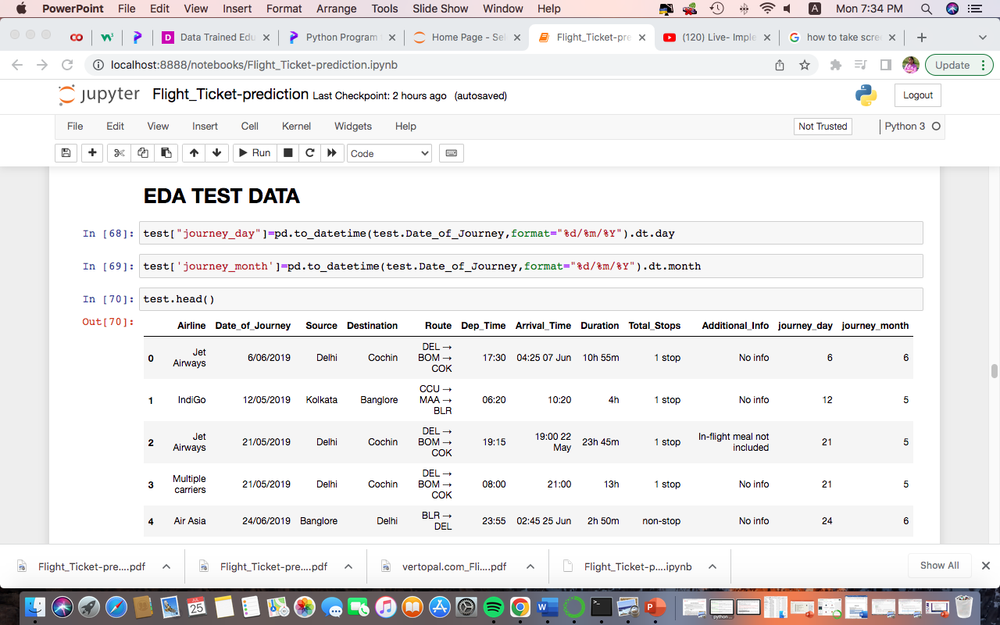 PowerPoint File Edit View Insert Format Arrange Tools Slide Show Window Help A Mon 7:34 PM
Data Trained Edu Python Program Home Page - Sel Flight_Ticket-pre (120) Live- Imple how to take scre
localhost:8888/notebooks/Flight_Ticket-prediction.ipynb Update
jupyter Flight_Ticket-prediction Last Checkpoint: 2 hours ago (autosaved) Logout
File Edit View Insert Cell Kernel Widgets Help Not Trusted Python 3
Run Code
EDA TEST DATA
In [68]: test["journey_day"]=pd.to_datetime(test.Date_of_Journey,format="%d/%m/%Y").dt.day
In [69]: test['journey_month']=pd.to_datetime(test.Date_of_Journey,format="%d/%m/%Y").dt.month
In [70]: test.head()
Out[70]:
Airline Date_of_Journey Source Destination Route Dep_Time Arrival_Time Duration Total_Stops Additional_Info journey_day journey_month
0 Jet Airways 6/06/2019 Delhi Cochin DEL → BOM → COK 17:30 04:25 07 Jun 10h 55m 1 stop No info 6 6
1 IndiGo 12/05/2019 Kolkata Banglore CCU → MAA → BLR 06:20 10:20 4h 1 stop No info 12 5
2 Jet Airways 21/05/2019 Delhi Cochin DEL → BOM → COK 19:15 19:00 22 May 23h 45m 1 stop In-flight meal not included 21 5
3 Multiple carriers 21/05/2019 Delhi Cochin DEL → BOM → COK 08:00 21:00 13h 1 stop No info 21 5
4 Air Asia 24/06/2019 Banglore Delhi BLR → DEL 23:55 02:45 25 Jun 2h 50m non-stop No info 24 6
Flight_Ticket-pre....pdf Flight_Ticket-pre....pdf vertopal.com_Fli....pdf Flight_Ticket-p....ipynb Show All
JUL 25